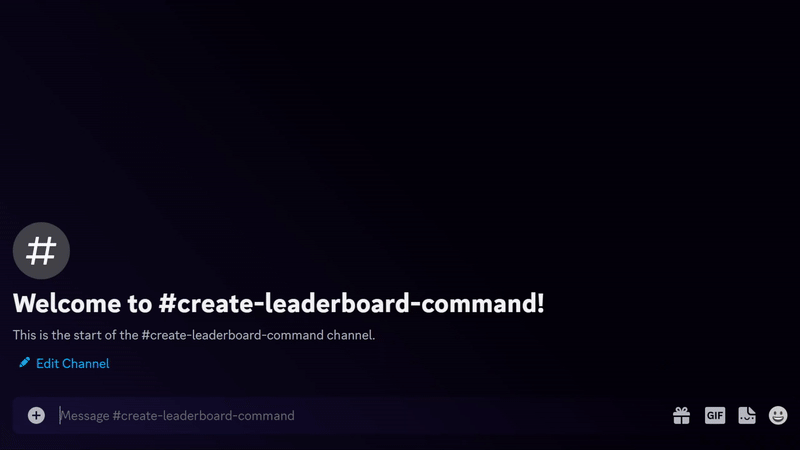 Welcome to #create-leaderboard-command!
This is the start of the #create-leaderboard-command channel.
Edit Channel
Message #create-leaderboard-command
GIF